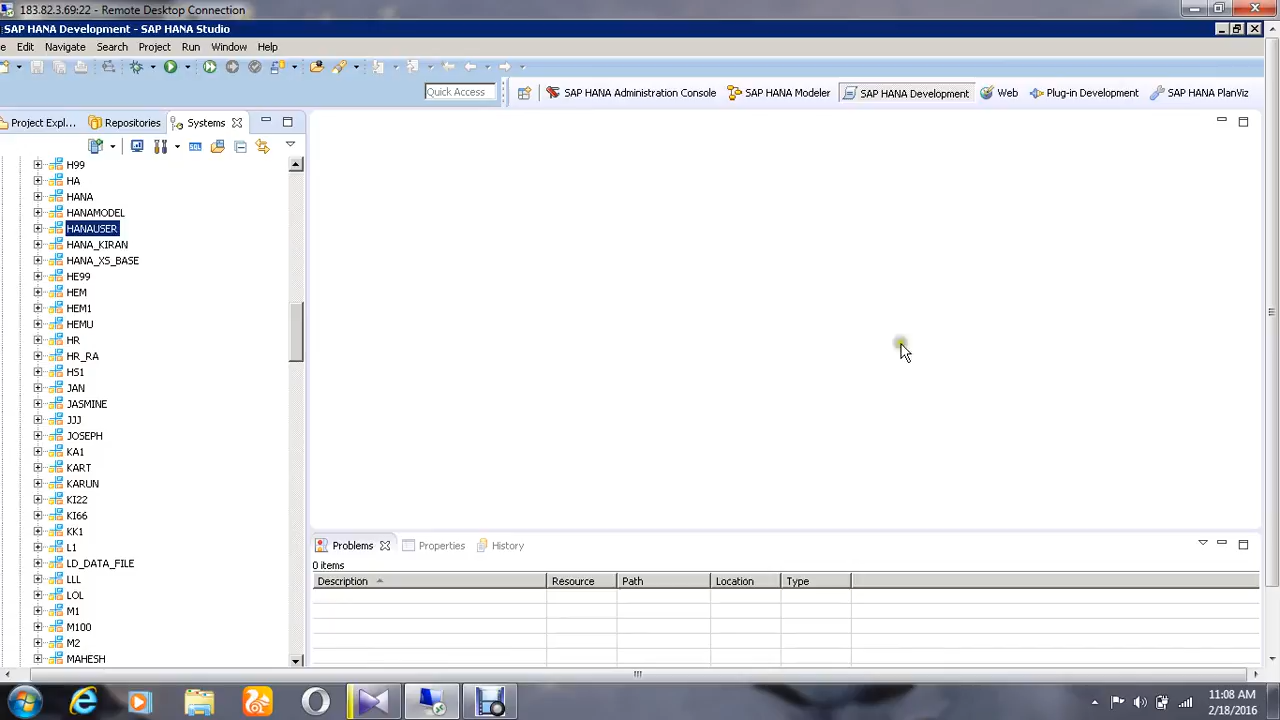 183.82.3.69:22 - Remote Desktop Connection
SAP HANA Development - SAP HANA Studio
Edit Navigate Search Project Run Window Help
Quick Access
SAP HANA Administration Console
SAP HANA Modeler
SAP HANA Development
Web
Plug-in Development
SAP HANA PlanViz
Project Expl...
Repositories
Systems
H99
HA
HANA
HANAMODEL
HANAUSER
HANA_KIRAN
HANA_XS_BASE
HE99
HEM
HEM1
HEMU
HR
HR_RA
HS1
JAN
JASMINE
JJJ
JOSEPH
KA1
KART
KARUN
KI22
KI66
KK1
L1
LD_DATA_FILE
LLL
LOL
M1
M100
M2
MAHESH
Problems
Properties
History
0 items
Description Resource Path Location Type
11:08 AM
2/18/2016